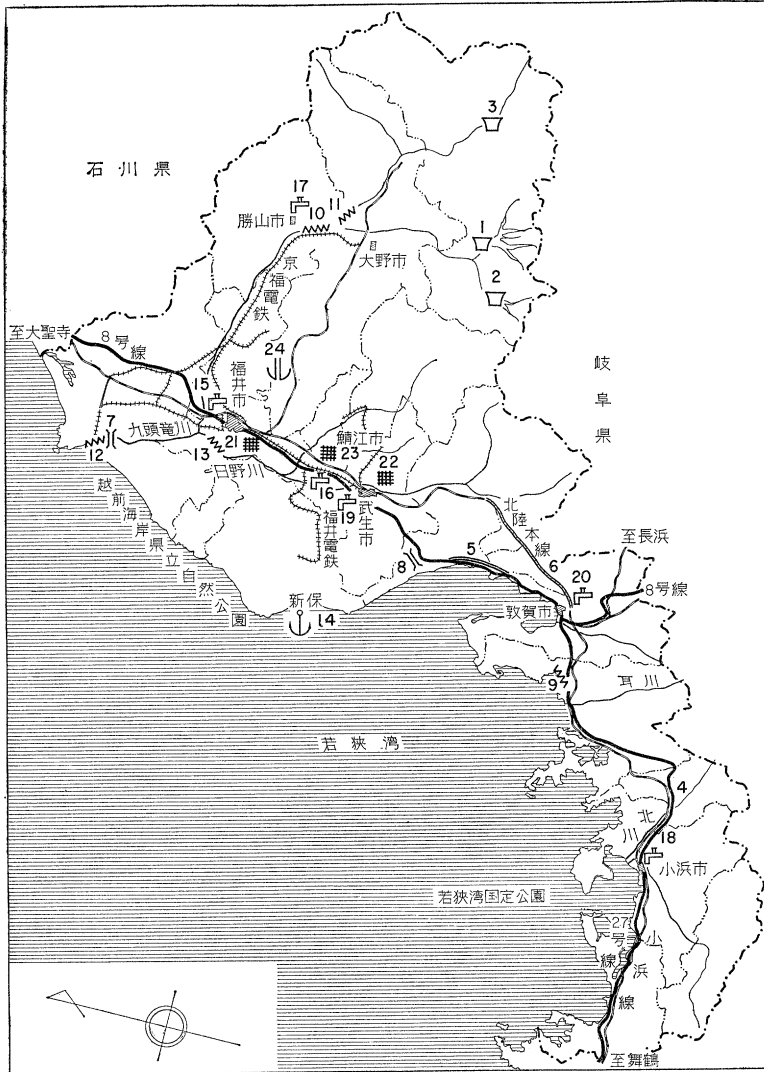 3
石川県
17
11
10
勝山市
大野市
1
2
京福電鉄
至大聖寺
8号線
24
岐阜県
15
福井市
7
九頭竜川
12
13
21
鯖江市
23
22
日野川
16
19
武生市
福井電鉄
北陸本線
越前海岸県立自然公園
5
6
8
至長浜
20
8号線
敦賀市
新保
14
9
耳川
若狭湾
4
北川
18
小浜市
若狭湾国定公園
27号線
小浜線
至舞鶴